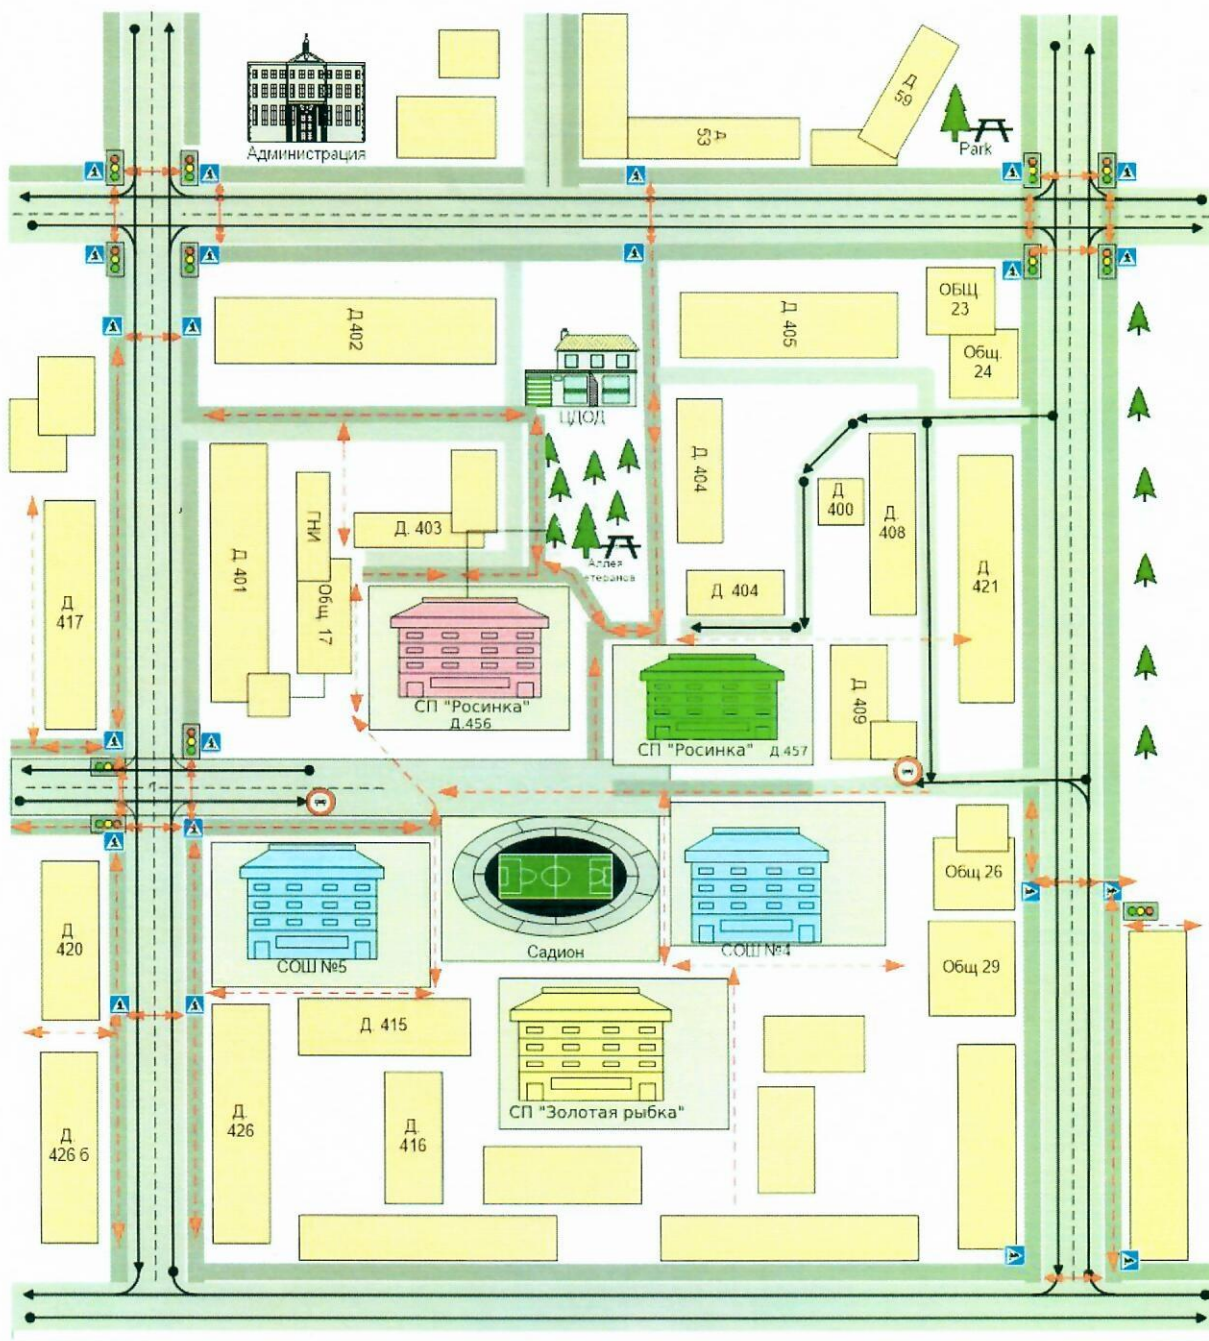 Администрация
Д.
53
Д
59
Park
Д 402
Д 405
ОБЩ
23
Общ.
24
ЦДОД
Д 401
ГНИ
Общ. 17
Д. 403
Д. 404
Д
400
Д.
408
Д
421
Д
417
Аллея
етеранов
Д 404
СП "Росинка"
Д.456
СП "Росинка" Д 457
Д 409
Д
420
СОШ №5
Садион
СОШ №4
Общ 26
Общ 29
Д 415
Д.
426
Д
416
СП "Золотая рыбка"
Д
426 б